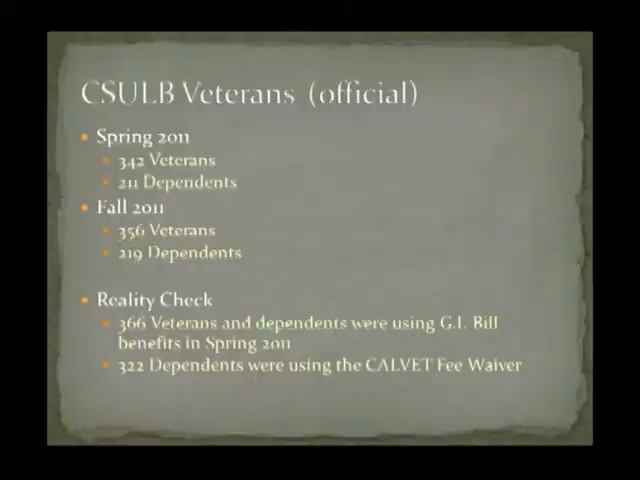 CSULB Veterans (official)
Spring 2011
342 Veterans
211 Dependents
Fall 2011
356 Veterans
219 Dependents
Reality Check
366 Veterans and dependents were using G.I. Bill
benefits in Spring 2011
322 Dependents were using the CALVET Fee Waiver